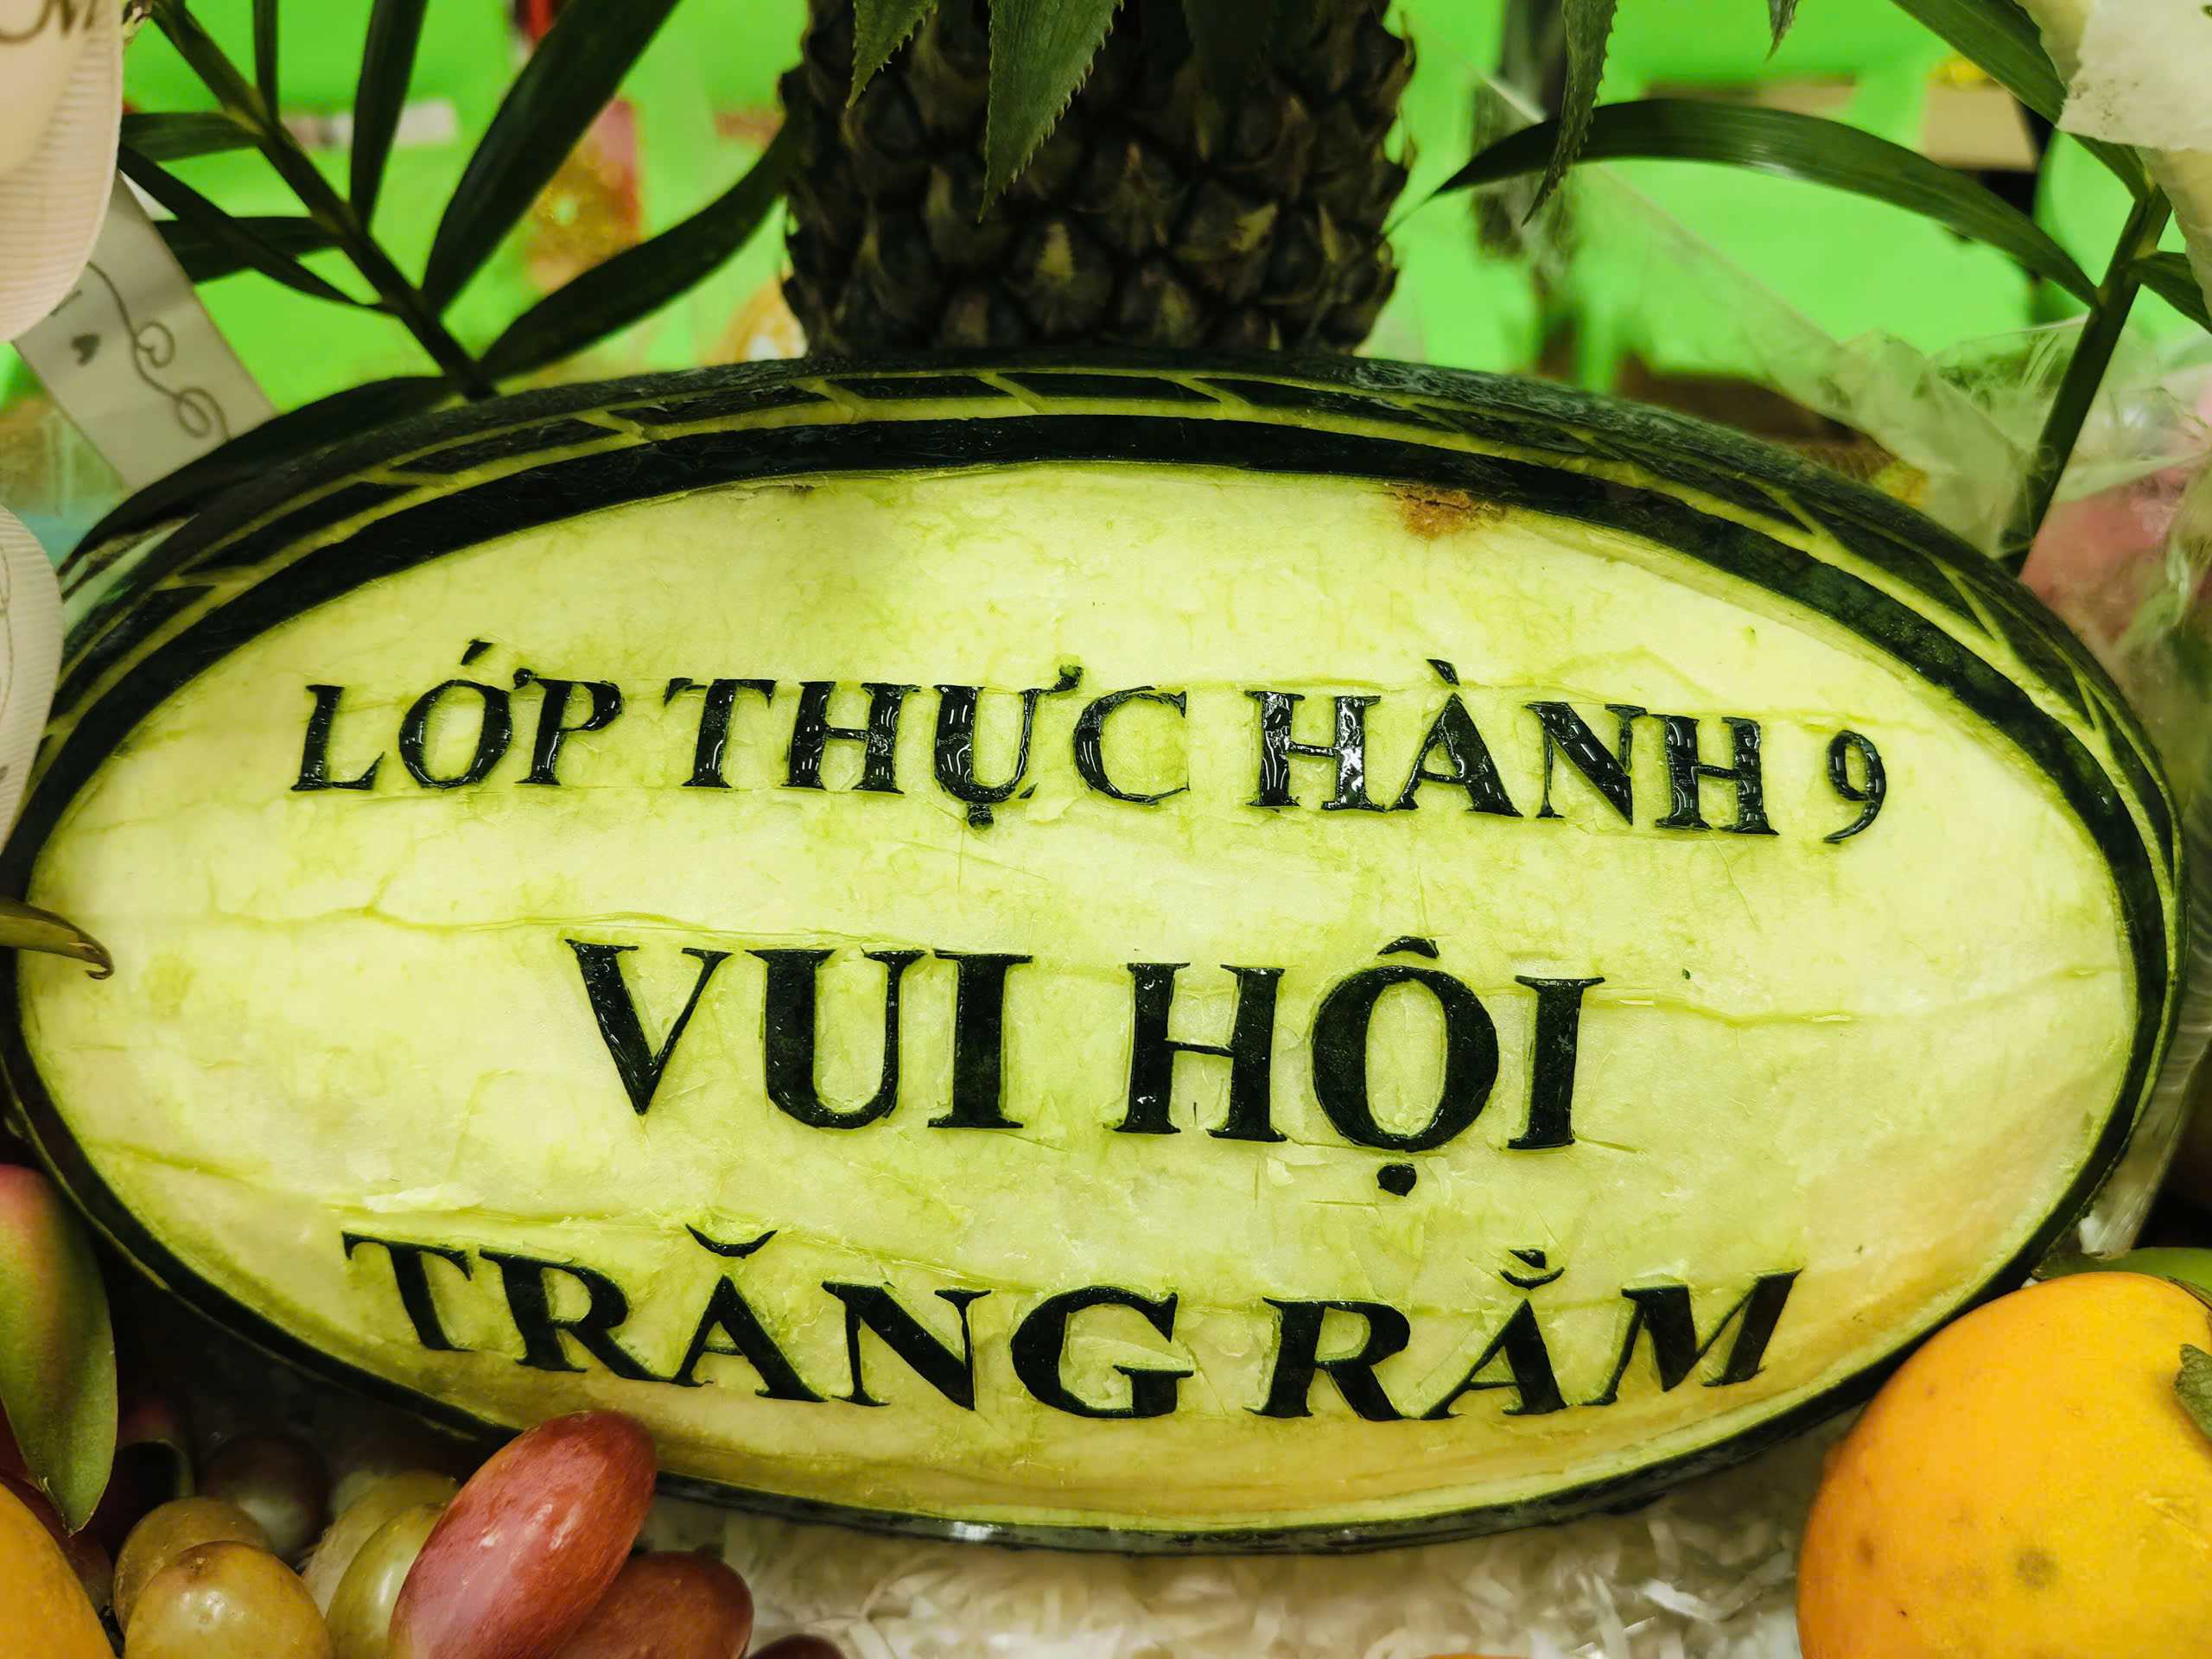 LỚP THỰC HÀNH 9
VUI HỘI
TRĂNG RẰM